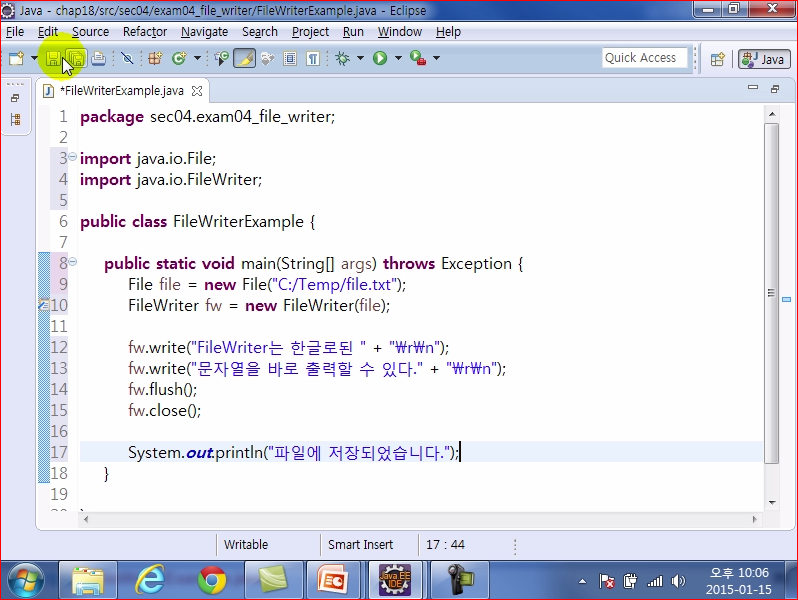 Java - chap18/src/sec04/exam04_file_writer/FileWriterExample.java - Eclipse
File Edit Source Refactor Navigate Search Project Run Window Help
Quick Access
Java
*FileWriterExample.java
1 package sec04.exam04_file_writer;
2
3 import java.io.File;
4 import java.io.FileWriter;
5
6 public class FileWriterExample {
7
8 public static void main(String[] args) throws Exception {
9 File file = new File("C:/Temp/file.txt");
10 FileWriter fw = new FileWriter(file);
11
12 fw.write("FileWriter는 한글로된 " + "₩r₩n");
13 fw.write("문자열을 바로 출력할 수 있다." + "₩r₩n");
14 fw.flush();
15 fw.close();
16
17 System.out.println("파일에 저장되었습니다.");
18 }
19
Writable
Smart Insert
17 : 44
Java EE
IDE
오후 10:06
2015-01-15